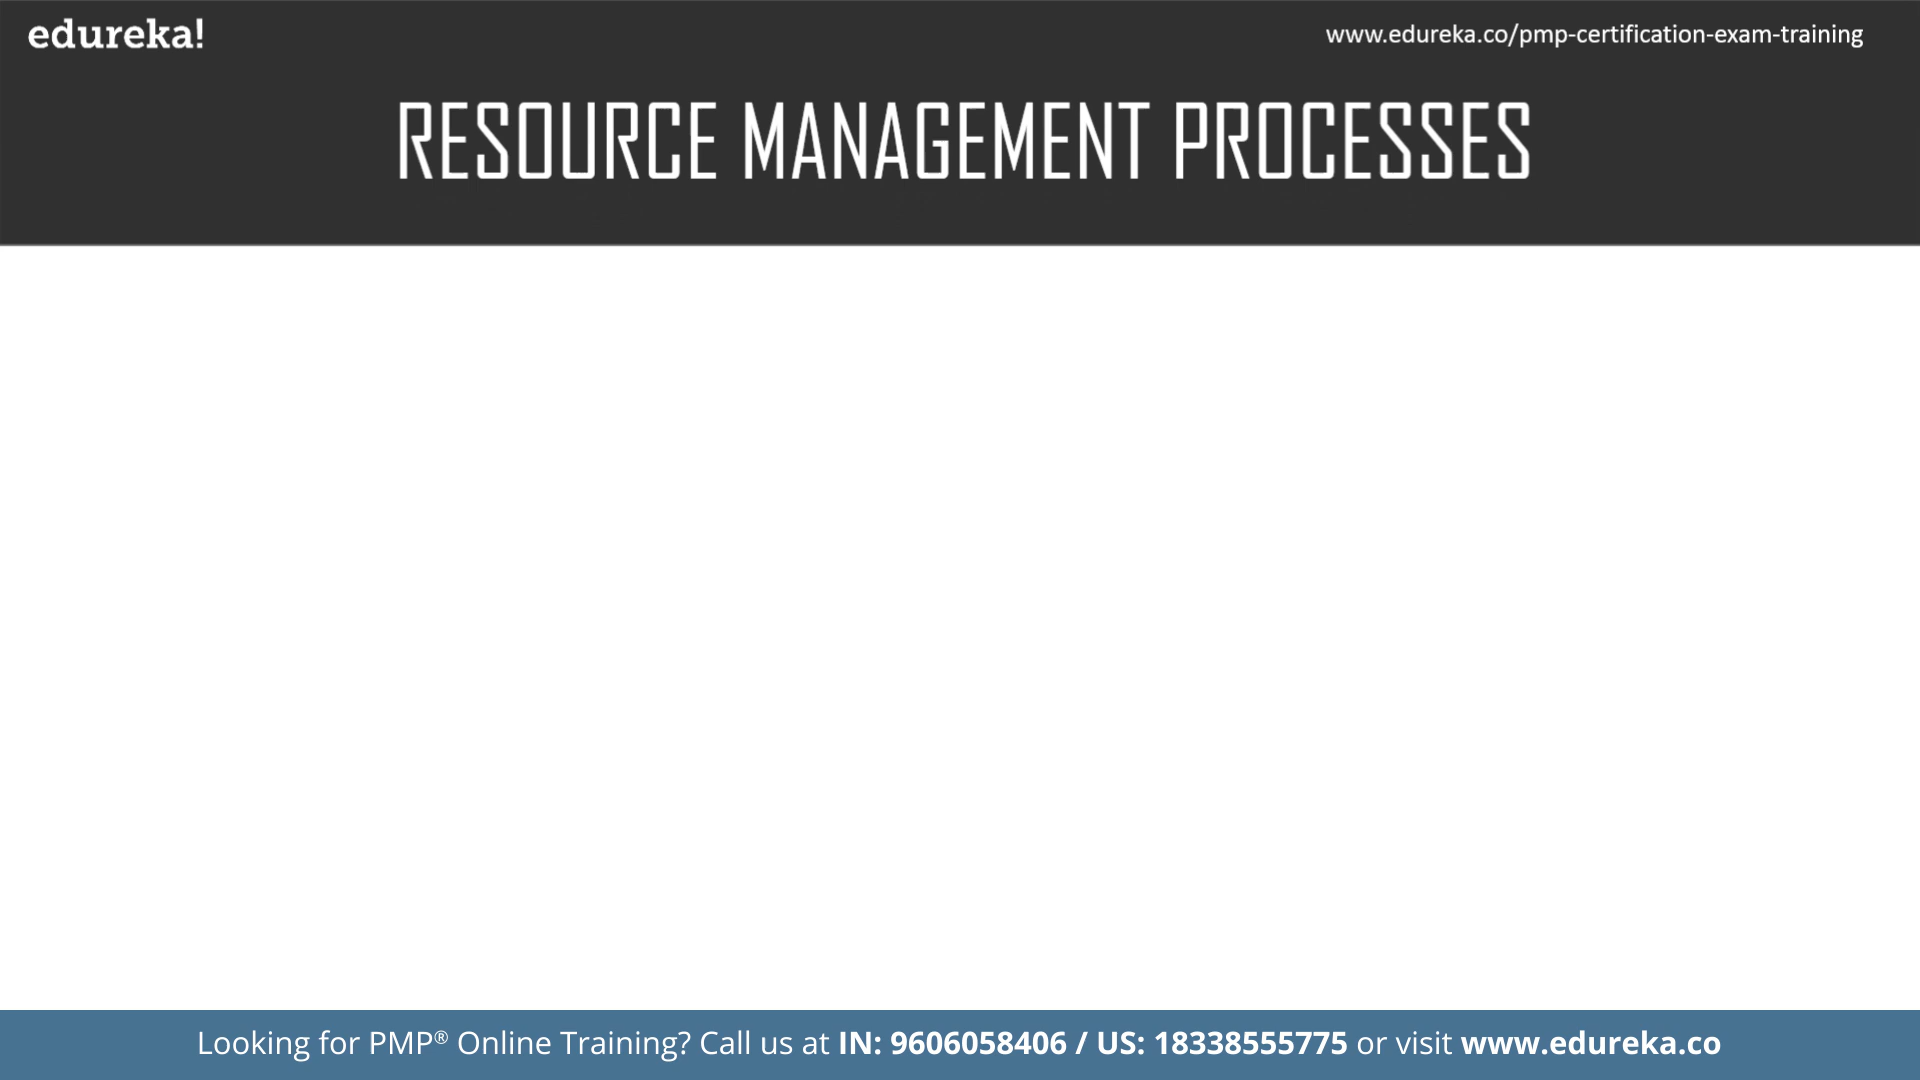 edureka!
www.edureka.co/pmp-certification-exam-training
RESOURCE MANAGEMENT PROCESSES
Looking for PMP® Online Training? Call us at IN: 9606058406 / US: 18338555775 or visit www.edureka.co